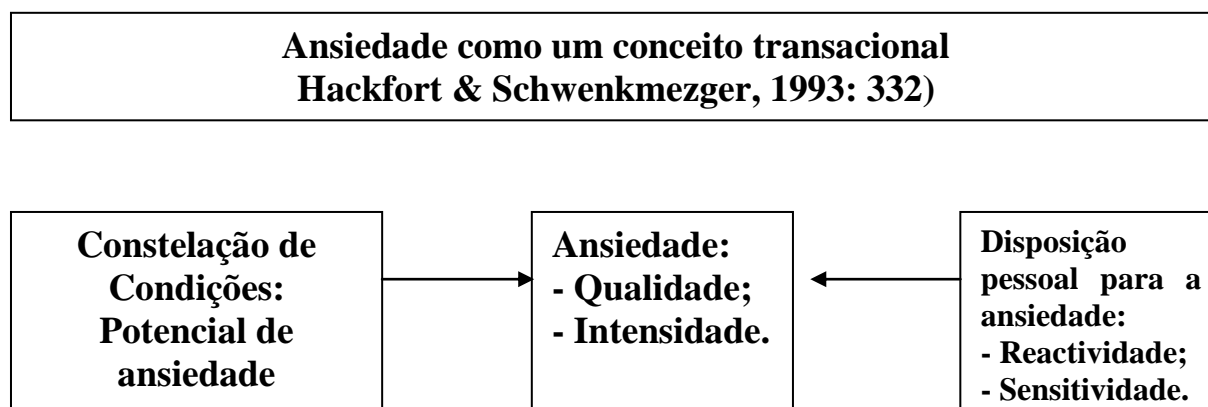 Ansiedade como um conceito transacional
Hackfort & Schwenkmezger, 1993: 332)
Constelação de
Condições:
Potencial de
ansiedade
Ansiedade:
- Qualidade;
- Intensidade.
Disposição
pessoal para a
ansiedade:
- Reactividade;
- Sensitividade.